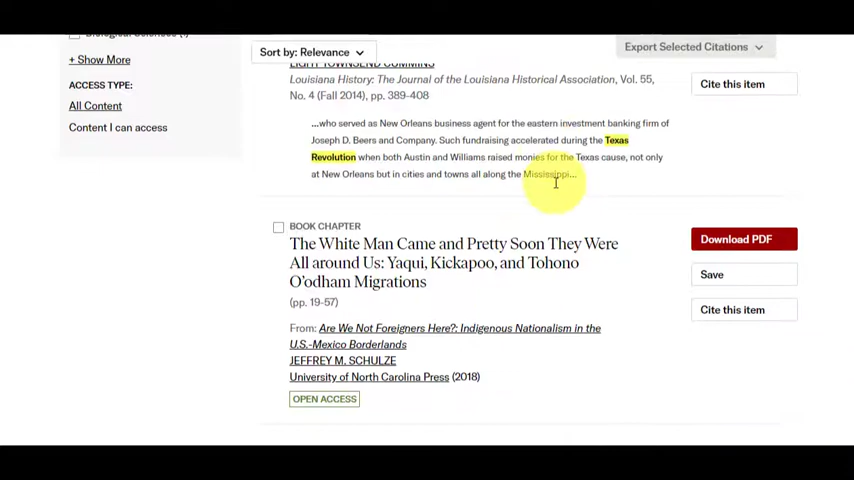 Biological Sciences (1)
+ Show More
ACCESS TYPE:
All Content
Content I can access
Sort by: Relevance
Export Selected Citations
LIGHT TOWNSEND CUMMINS
Louisiana History: The Journal of the Louisiana Historical Association, Vol. 55,
No. 4 (Fall 2014), pp. 389-408
Cite this item
...who served as New Orleans business agent for the eastern investment banking firm of
Joseph D. Beers and Company. Such fundraising accelerated during the Texas
Revolution when both Austin and Williams raised monies for the Texas cause, not only
at New Orleans but in cities and towns all along the Mississippi...
BOOK CHAPTER
The White Man Came and Pretty Soon They Were
All around Us: Yaqui, Kickapoo, and Tohono
O'odham Migrations
(pp. 19-57)
From: Are We Not Foreigners Here?: Indigenous Nationalism in the
U.S.-Mexico Borderlands
JEFFREY M. SCHULZE
University of North Carolina Press (2018)
OPEN ACCESS
Download PDF
Save
Cite this item